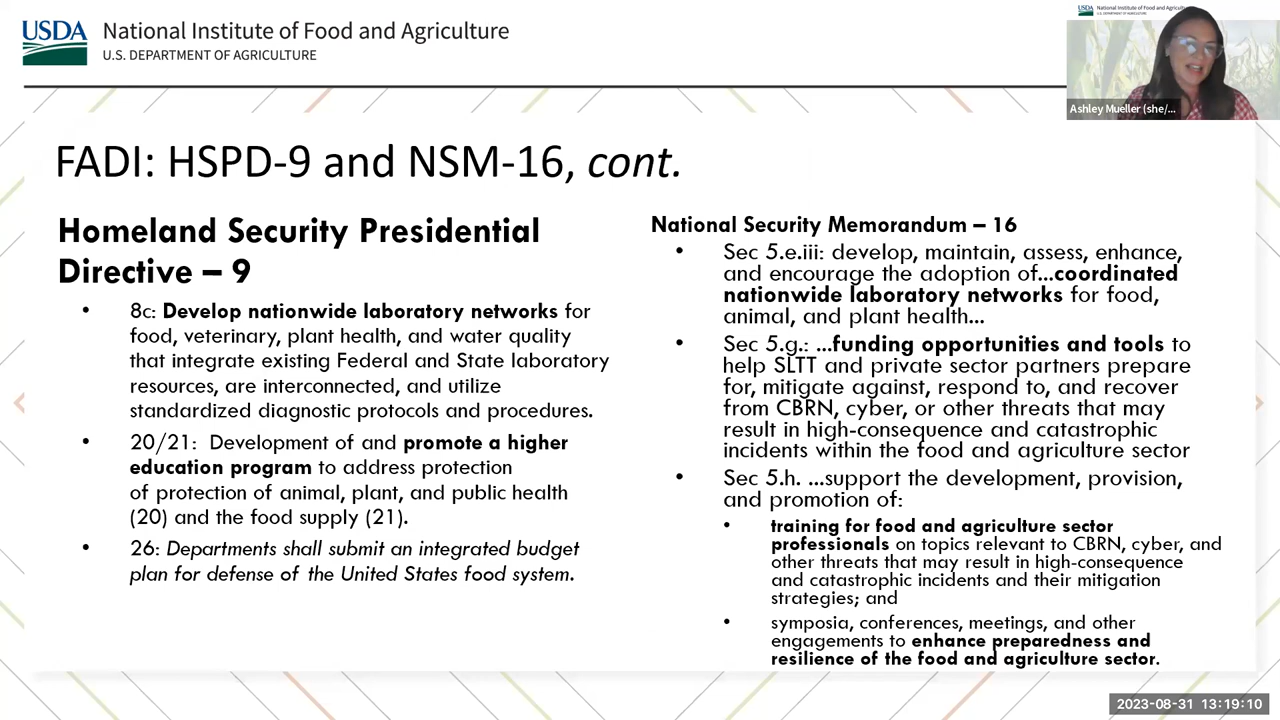 USDA
National Institute of Food and Agriculture
U.S. DEPARTMENT OF AGRICULTURE
USDA
Ashley Mueller (she/...
FADI: HSPD-9 and NSM-16, cont.
Homeland Security Presidential
Directive – 9
• 8c: Develop nationwide laboratory networks for
food, veterinary, plant health, and water quality
that integrate existing Federal and State laboratory
resources, are interconnected, and utilize
standardized diagnostic protocols and procedures.
• 20/21: Development of and promote a higher
education program to address protection
of protection of animal, plant, and public health
(20) and the food supply (21).
• 26: Departments shall submit an integrated budget
plan for defense of the United States food system.
National Security Memorandum – 16
• Sec 5.e.iii: develop, maintain, assess, enhance,
and encourage the adoption of...coordinated
nationwide laboratory networks for food,
animal, and plant health...
• Sec 5.g.: ...funding opportunities and tools to
help SLTT and private sector partners prepare
for, mitigate against, respond to, and recover
from CBRN, cyber, or other threats that may
result in high-consequence and catastrophic
incidents within the food and agriculture sector
• Sec 5.h. ...support the development, provision,
and promotion of:
• training for food and agriculture sector
professionals on topics relevant to CBRN, cyber, and
other threats that may result in high-consequence
and catastrophic incidents and their mitigation
strategies; and
• symposia, conferences, meetings, and other
engagements to enhance preparedness and
resilience of the food and agriculture sector.
2023-08-31 13:19:10